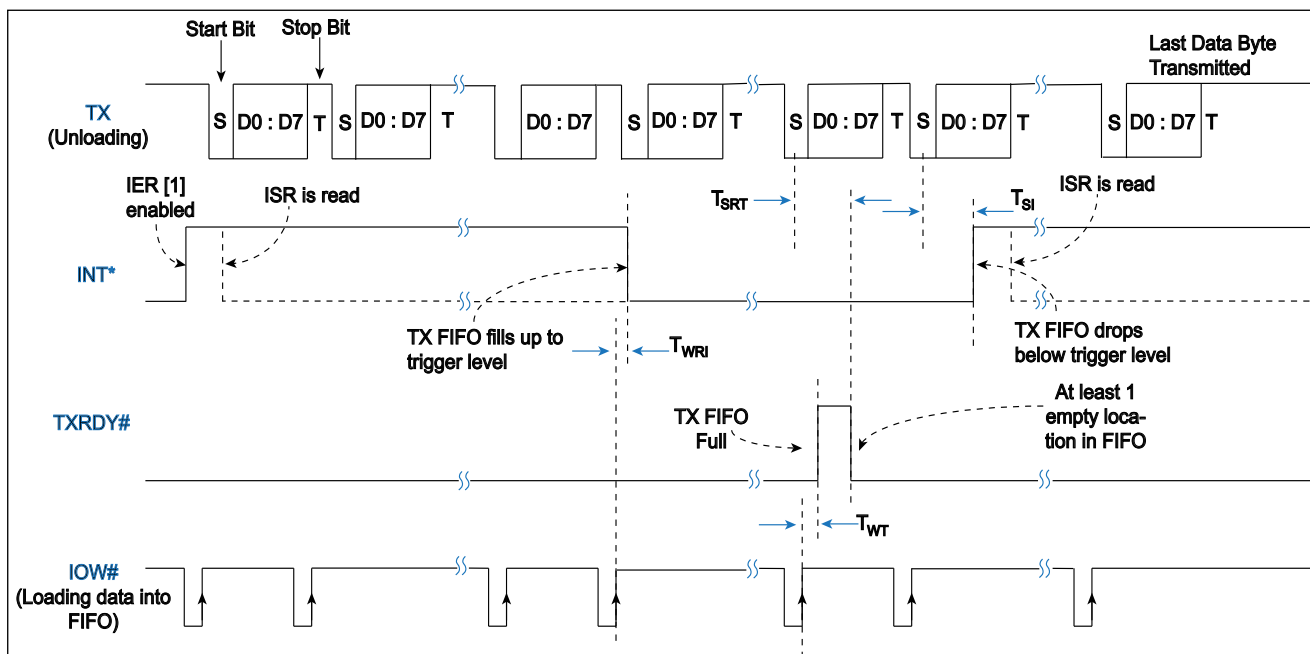 Start Bit
Stop Bit
Last Data Byte
Transmitted
TX
(Unloading)
S
D0 : D7
T
S
D0 : D7
T
D0 : D7
S
D0 : D7
T
S
D0 : D7
T
S
D0 : D7
T
S
D0 : D7
T
IER [1]
enabled
ISR is read
TSRT
TSI
ISR is read
INT*
TX FIFO fills up to
trigger level
TWRI
TX FIFO drops
below trigger level
TXRDY#
TX FIFO
Full
At least 1
empty loca-
tion in FIFO
TWT
IOW#
(Loading data into
FIFO)